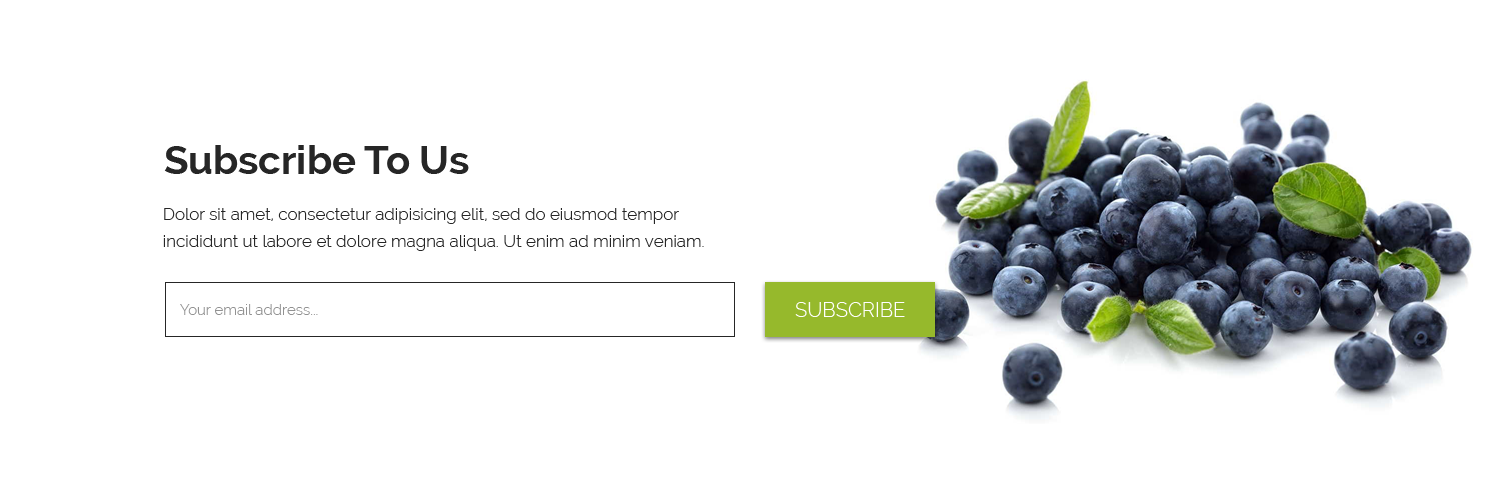 Subscribe To Us
Dolor sit amet, consectetur adipisicing elit, sed do eiusmod tempor
incididunt ut labore et dolore magna aliqua. Ut enim ad minim veniam.
Your email address...
SUBSCRIBE